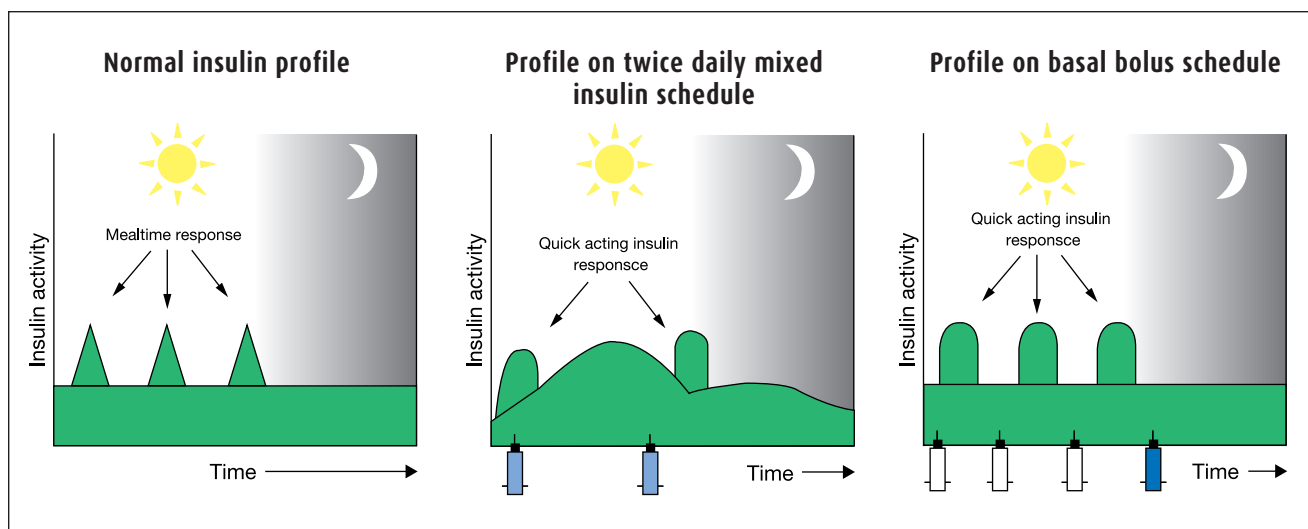 Normal insulin profile
Insulin activity
Mealtime response
Time
Profile on twice daily mixed
insulin schedule
Insulin activity
Quick acting insulin
responsce
Time
Profile on basal bolus schedule
Insulin activity
Quick acting insulin
responsce
Time